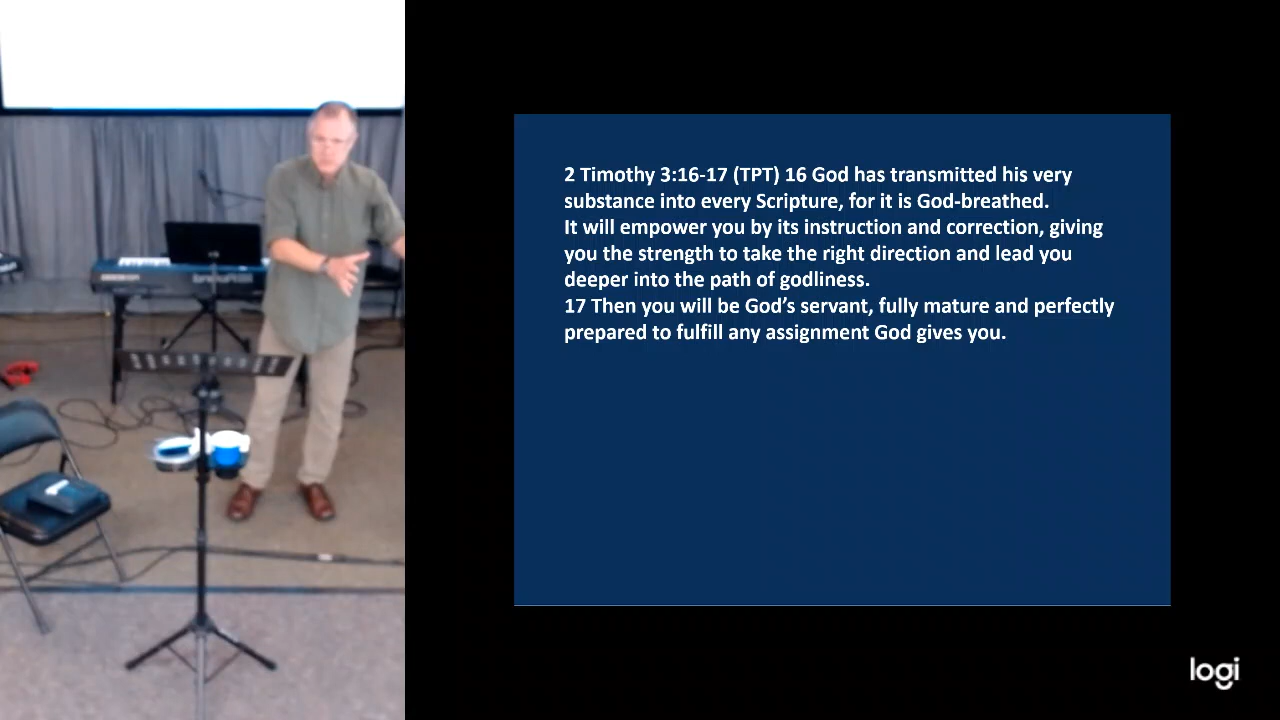 2 Timothy 3:16-17 (TPT) 16 God has transmitted his very
substance into every Scripture, for it is God-breathed.
It will empower you by its instruction and correction, giving
you the strength to take the right direction and lead you
deeper into the path of godliness.
17 Then you will be God’s servant, fully mature and perfectly
prepared to fulfill any assignment God gives you.
logi